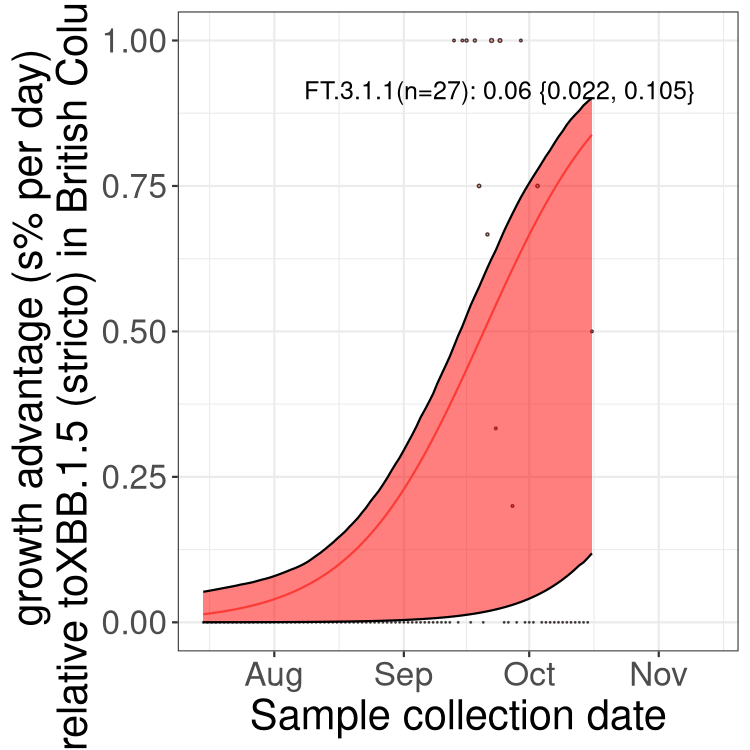 growth advantage (s% per day)
relative toXBB.1.5 (stricto) in British Colu
1.00
0.75
0.50
0.25
0.00
FT.3.1.1(n=27): 0.06 {0.022, 0.105}
Aug Sep Oct Nov
Sample collection date